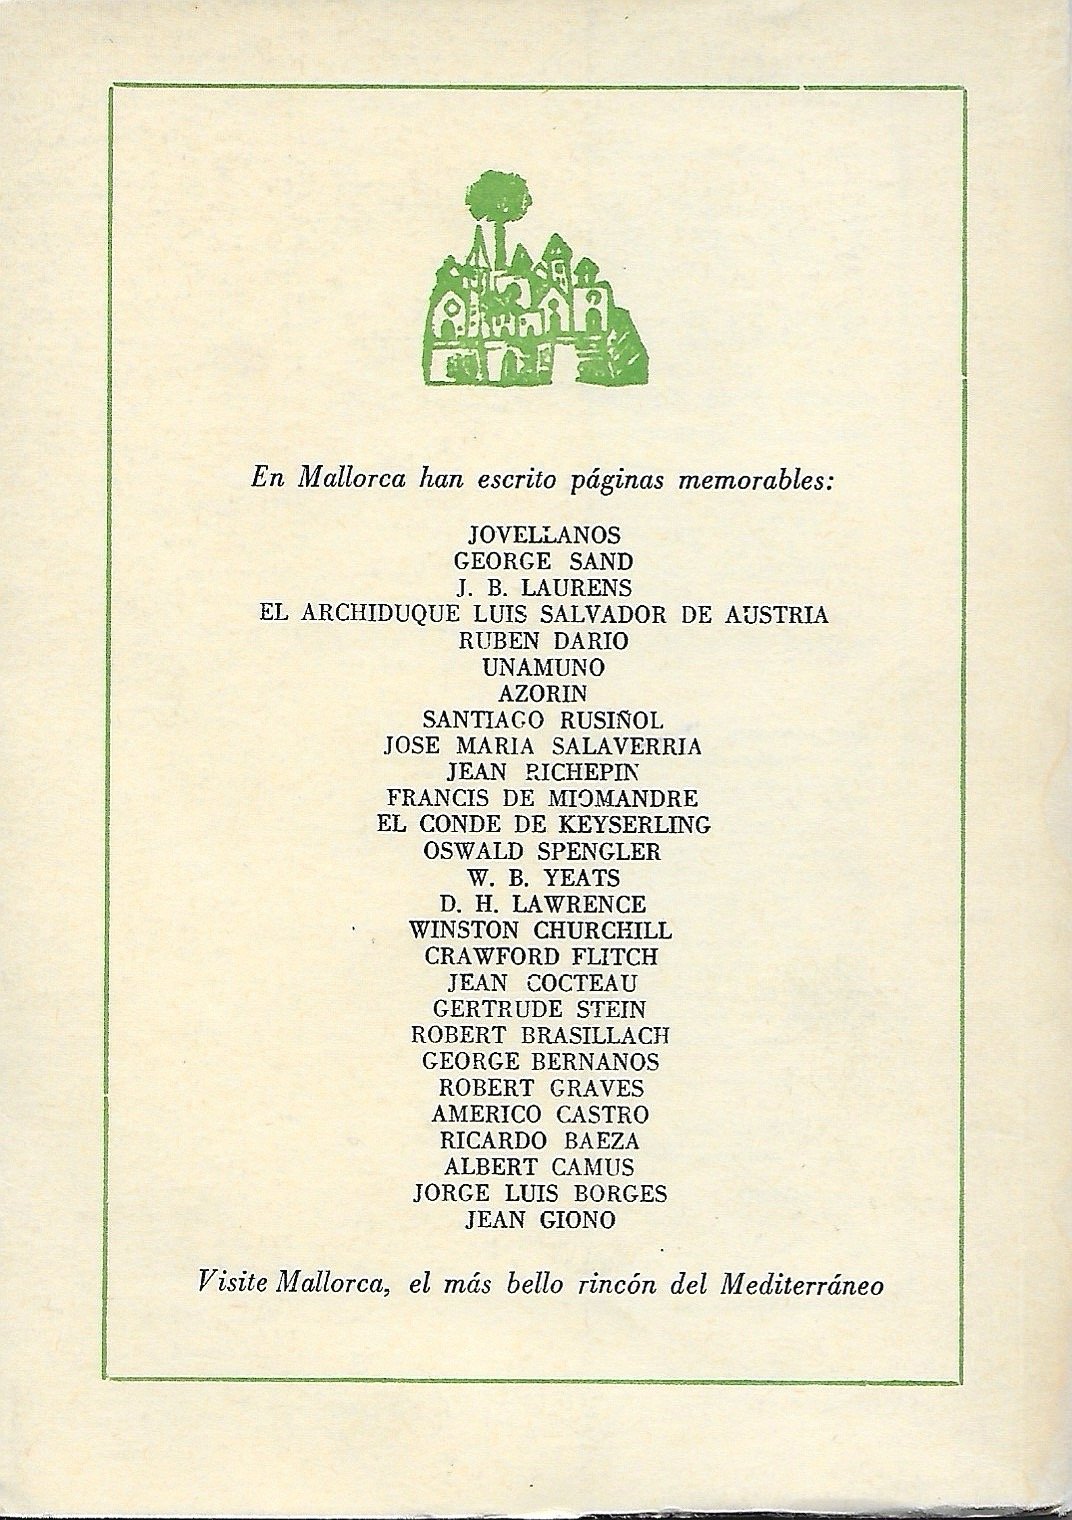 En Mallorca han escrito páginas memorables:
JOVELLANOS
GEORGE SAND
J. B. LAURENS
EL ARCHIDUQUE LUIS SALVADOR DE AUSTRIA
RUBEN DARIO
UNAMUNO
AZORIN
SANTIAGO RUSIÑOL
JOSE MARIA SALAVERRIA
JEAN RICHEPIN
FRANCIS DE MIOMANDRE
EL CONDE DE KEYSERLING
OSWALD SPENGLER
W. B. YEATS
D. H. LAWRENCE
WINSTON CHURCHILL
CRAWFORD FLITCH
JEAN COCTEAU
GERTRUDE STEIN
ROBERT BRASILLACH
GEORGE BERNANOS
ROBERT GRAVES
AMERICO CASTRO
RICARDO BAEZA
ALBERT CAMUS
JORGE LUIS BORGES
JEAN GIONO
Visite Mallorca, el más bello rincón del Mediterráneo